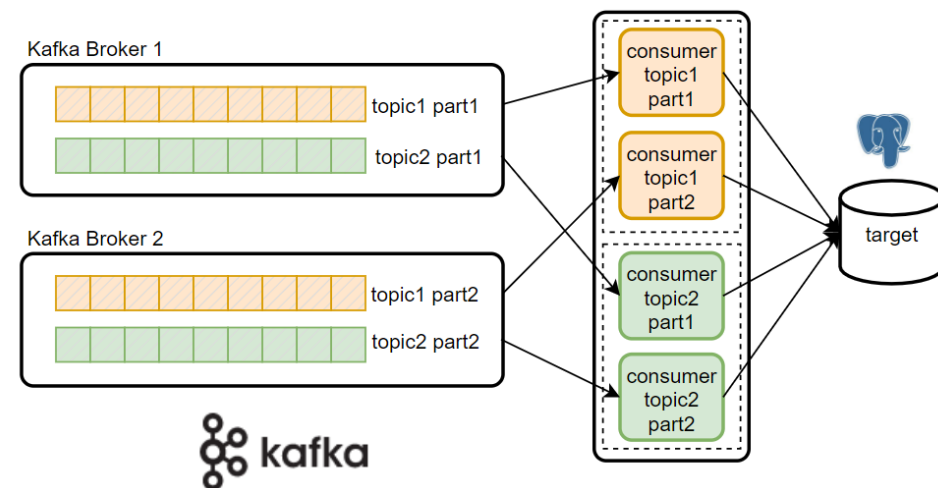 Kafka Broker 1
topic1 part1
topic2 part1
Kafka Broker 2
topic1 part2
topic2 part2
kafka
consumer
topic1
part1
consumer
topic1
part2
consumer
topic2
part1
consumer
topic2
part2
target